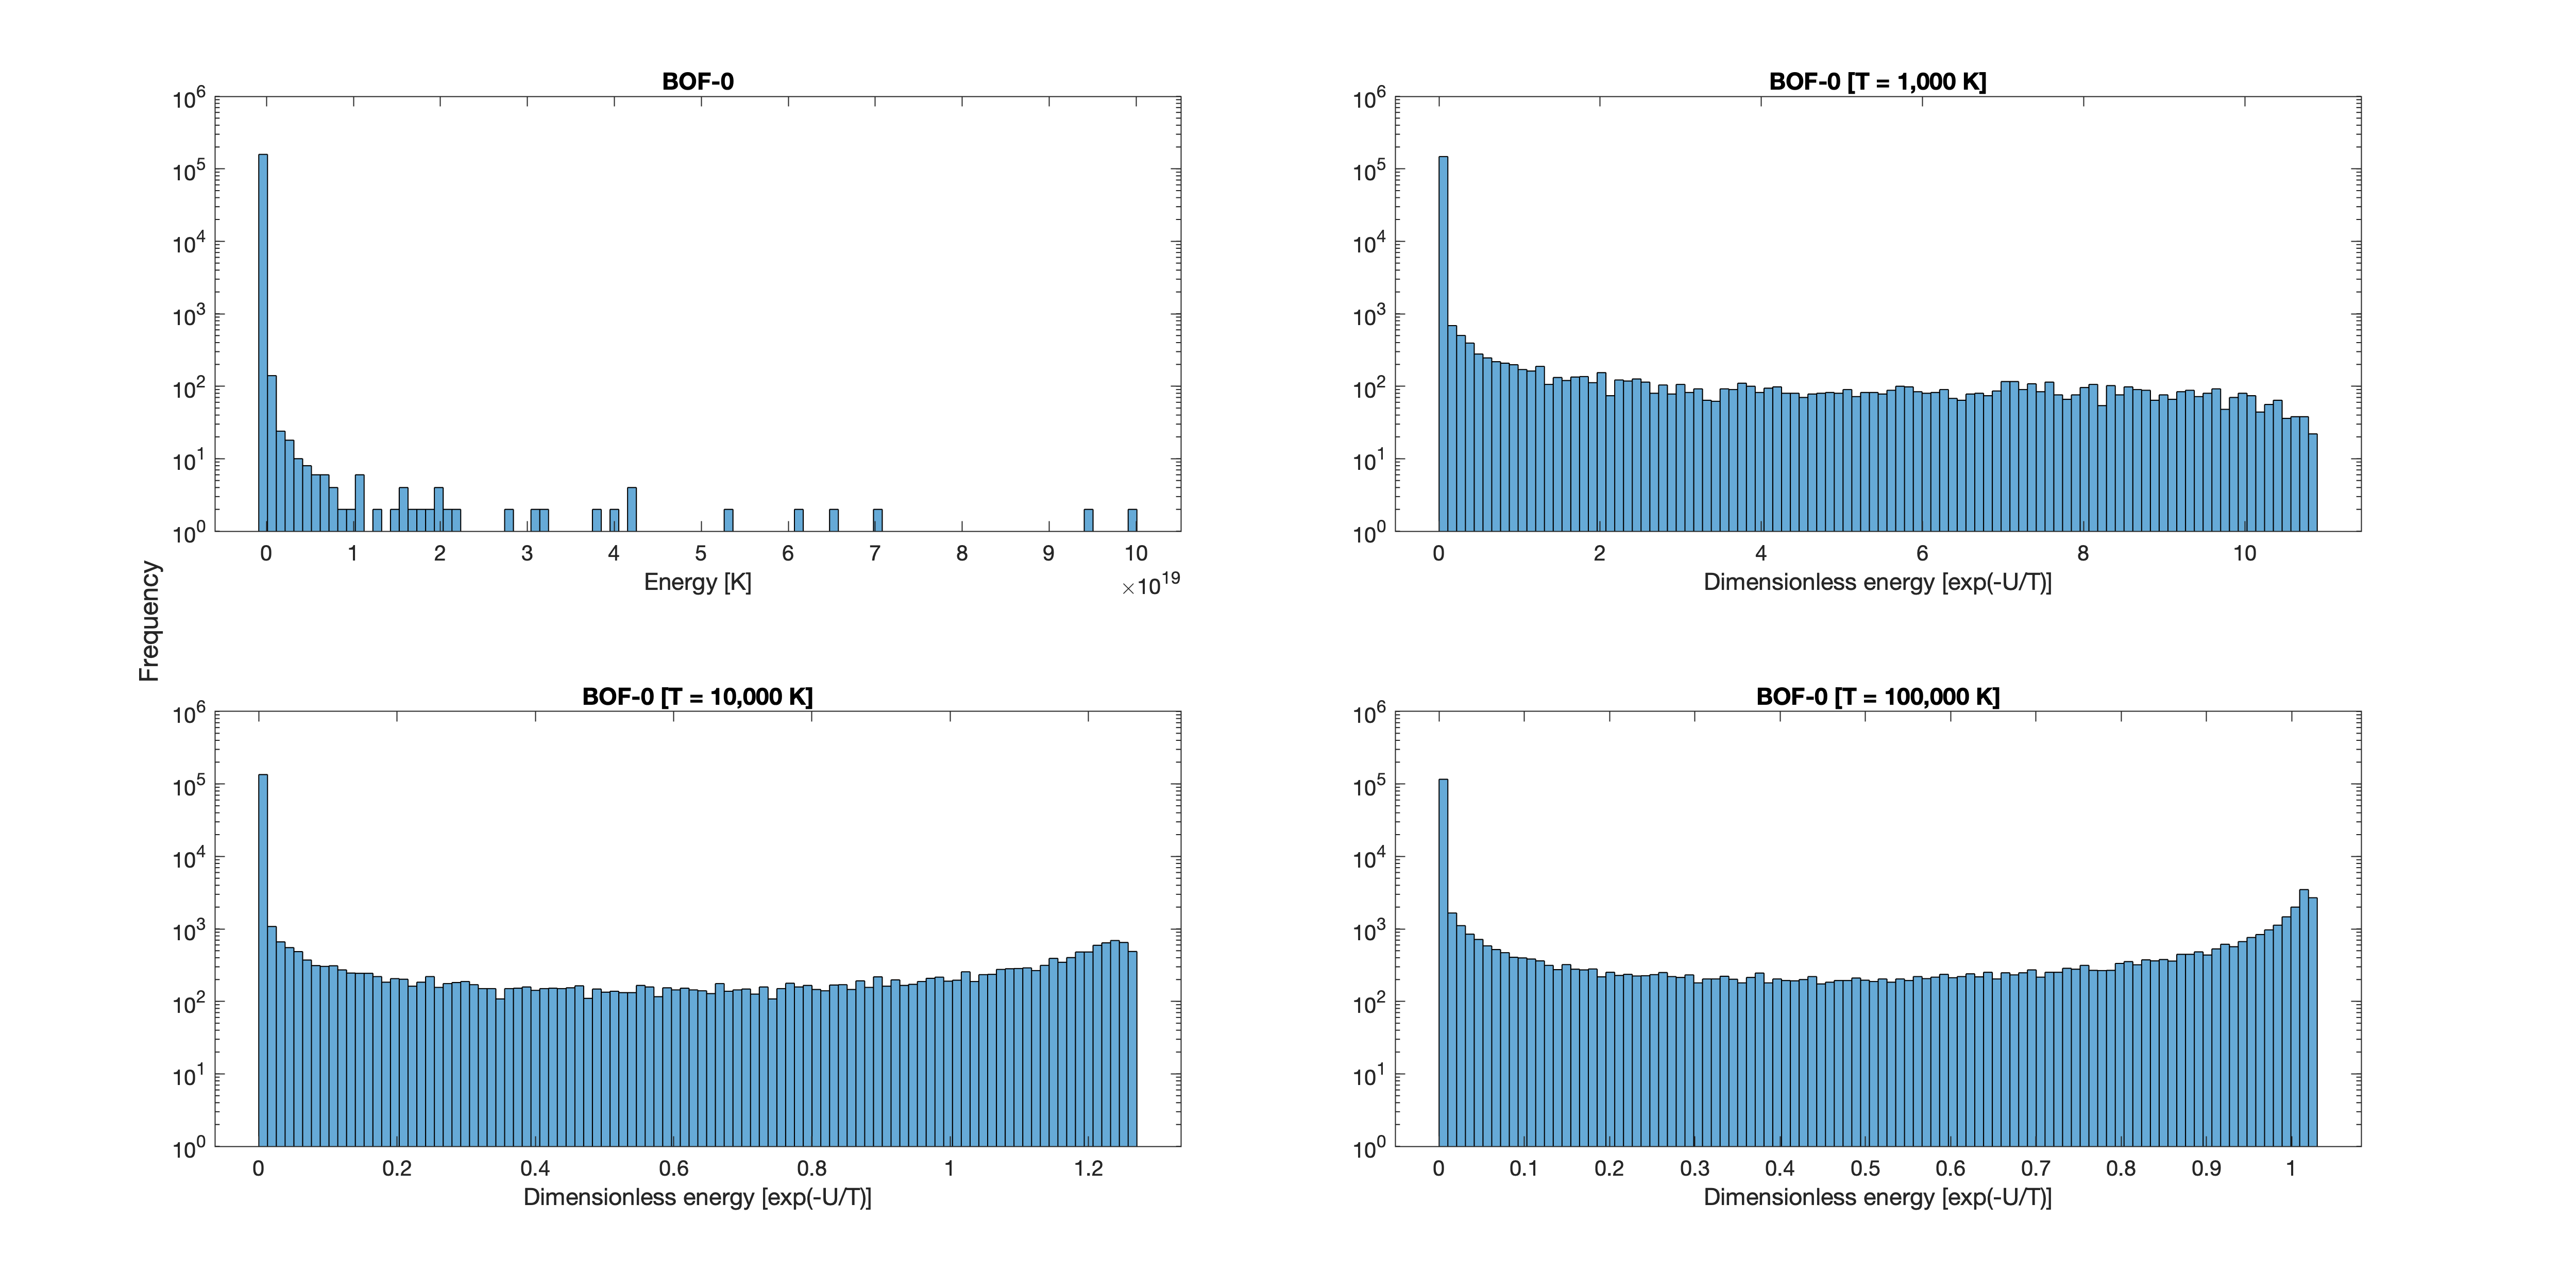 BOF-0
10^6
10^5
10^4
10^3
10^2
10^1
10^0
0 1 2 3 4 5 6 7 8 9 10
Energy [K]
×10^19
BOF-0 [T = 1,000 K]
10^6
10^5
10^4
10^3
10^2
10^1
10^0
0 2 4 6 8 10
Dimensionless energy [exp(-U/T)]
Frequency
BOF-0 [T = 10,000 K]
10^6
10^5
10^4
10^3
10^2
10^1
10^0
0 0.2 0.4 0.6 0.8 1 1.2
Dimensionless energy [exp(-U/T)]
BOF-0 [T = 100,000 K]
10^6
10^5
10^4
10^3
10^2
10^1
10^0
0 0.1 0.2 0.3 0.4 0.5 0.6 0.7 0.8 0.9 1
Dimensionless energy [exp(-U/T)]